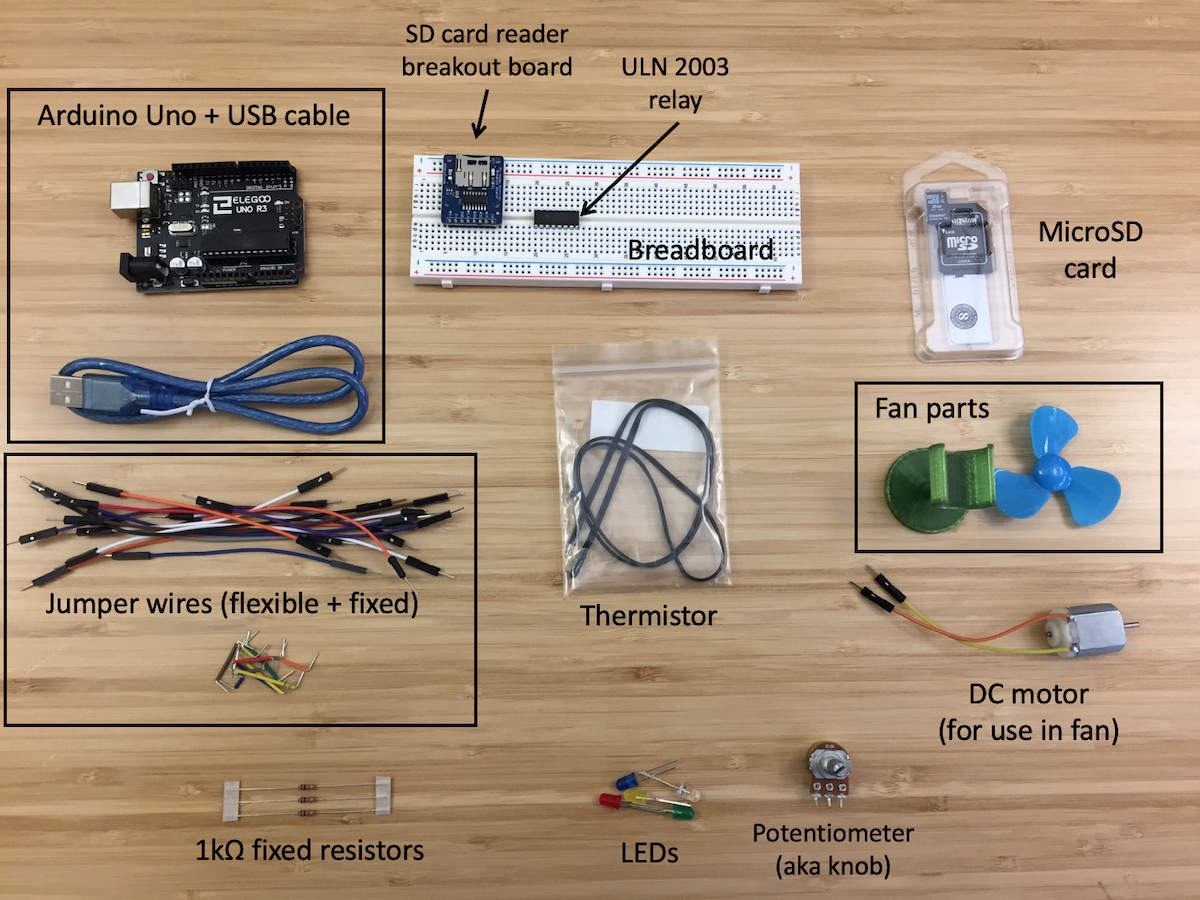 SD card reader
breakout board
ULN 2003
relay
Arduino Uno + USB cable
ELEGOO
UNO R3
Breadboard
Micro
SD
MicroSD
card
Fan parts
Jumper wires (flexible + fixed)
Thermistor
DC motor
(for use in fan)
1kΩ fixed resistors
LEDs
Potentiometer
(aka knob)